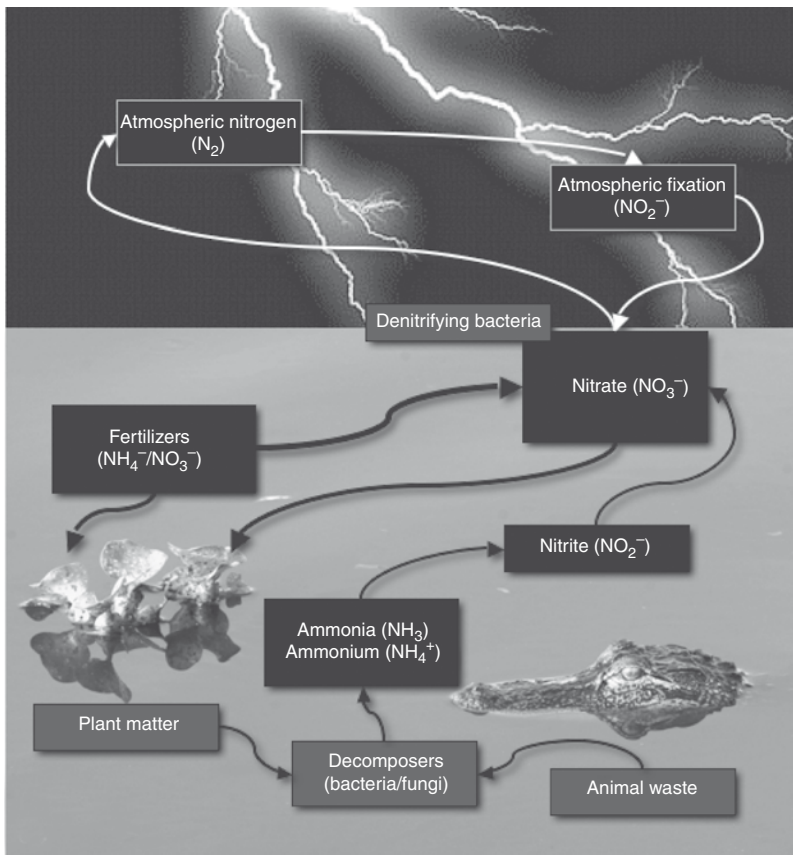 Atmospheric nitrogen
(N₂)
Atmospheric fixation
(NO₂⁻)
Denitrifying bacteria
Nitrate (NO₃⁻)
Fertilizers
(NH₄⁻/NO₃⁻)
Nitrite (NO₂⁻)
Ammonia (NH₃)
Ammonium (NH₄⁺)
Plant matter
Decomposers
(bacteria/fungi)
Animal waste